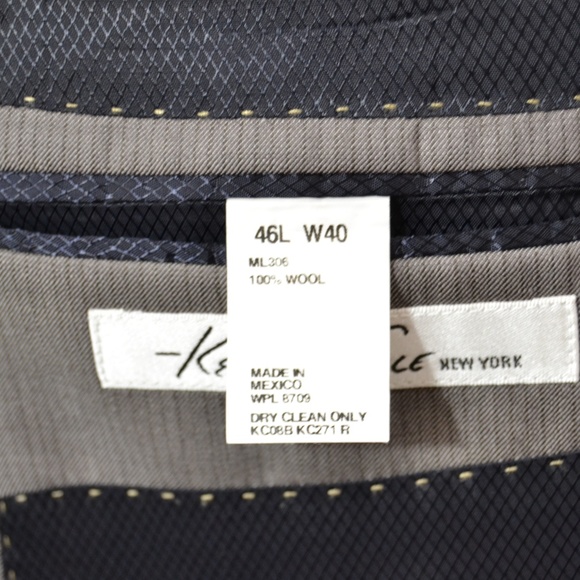 46L W40
ML306
100% WOOL
NEW YORK
MADE IN
MEXICO
WPL 8709
DRY CLEAN ONLY
KC08B KC271 R